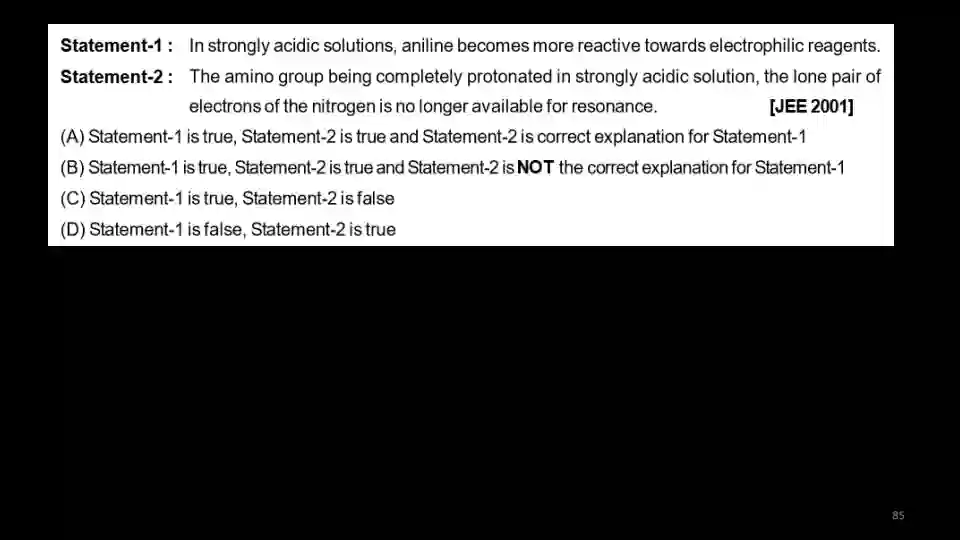 Statement-1 : In strongly acidic solutions, aniline becomes more reactive towards electrophilic reagents.
Statement-2 : The amino group being completely protonated in strongly acidic solution, the lone pair of
electrons of the nitrogen is no longer available for resonance. [JEE 2001]
(A) Statement-1 is true, Statement-2 is true and Statement-2 is correct explanation for Statement-1
(B) Statement-1 is true, Statement-2 is true and Statement-2 is NOT the correct explanation for Statement-1
(C) Statement-1 is true, Statement-2 is false
(D) Statement-1 is false, Statement-2 is true
85